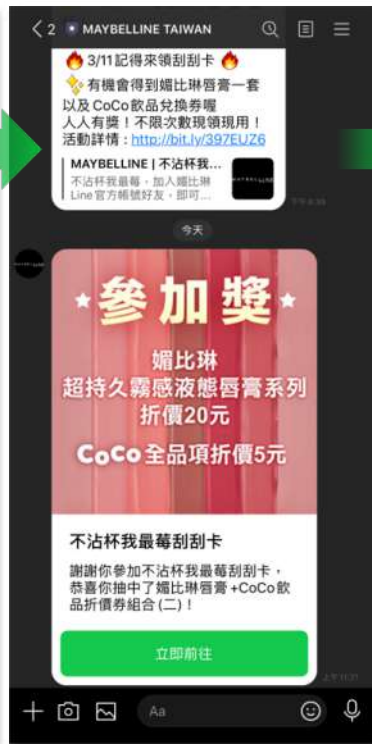 2 MAYBELLINE TAIWAN
🔥 3/11記得來領刮刮卡 🔥
✨有機會得到媚比琳唇膏一套
以及CoCo飲品兌換券喔
人人有獎！不限次數現領現用！
活動詳情：http://bit.ly/397EUZ6
MAYBELLINE | 不沾杯我...
不沾杯我最莓，加入媚比琳
Line官方帳號好友，即可...
今天
參加獎
媚比琳
超持久霧感液態唇膏系列
折價20元
CoCo全品項折價5元
不沾杯我最莓刮刮卡
謝謝你參加不沾杯我最莓刮刮卡，
恭喜你抽中了媚比琳唇膏+CoCo飲
品折價券組合(二)！
立即前往
Aa